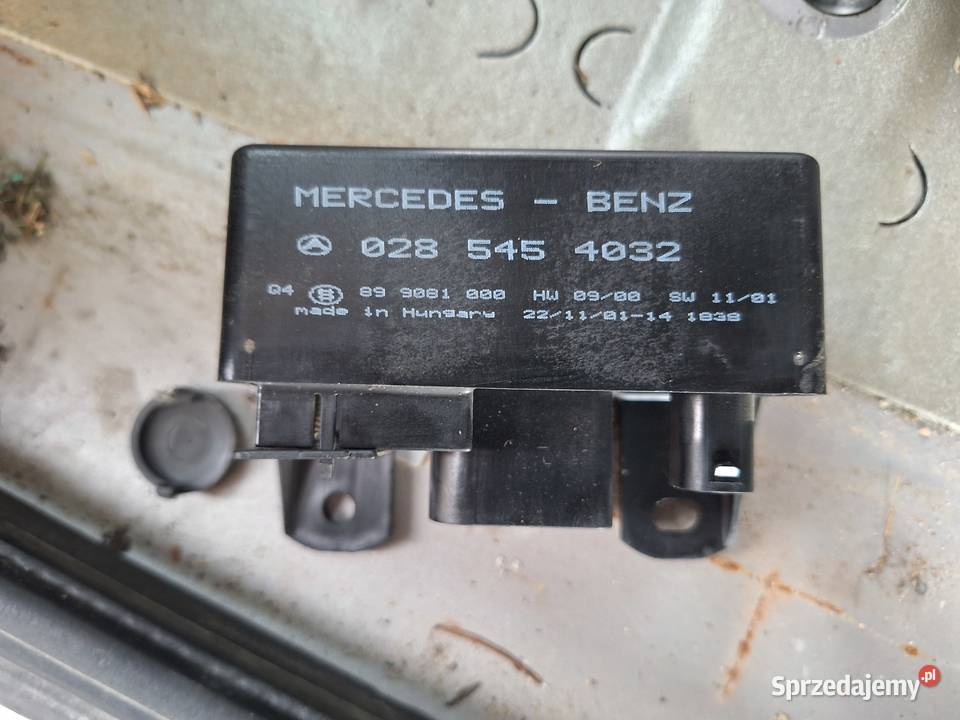 MERCEDES - BENZ
028 545 4032
Q4 89 9081 000 HW 09/00 SW 11/01
made in Hungary 22/11/01-14 1838
Sprzedajemy.pl